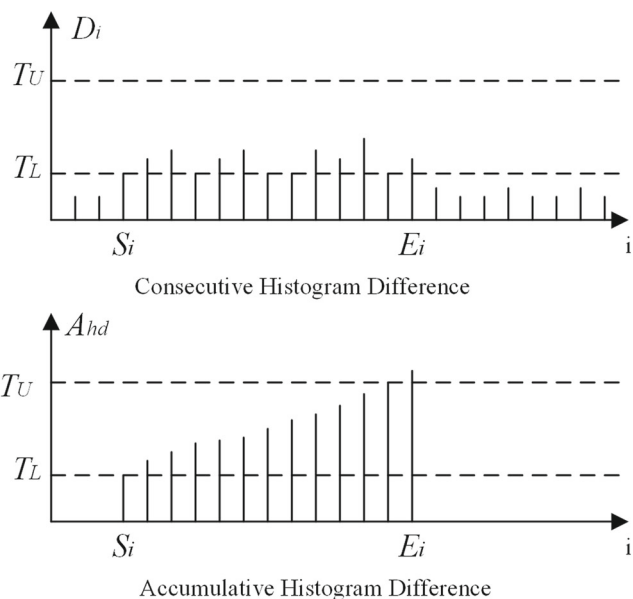 Di
TU
TL
Si Ei i
Consecutive Histogram Difference
Ahd
TU
TL
Si Ei i
Accumulative Histogram Difference